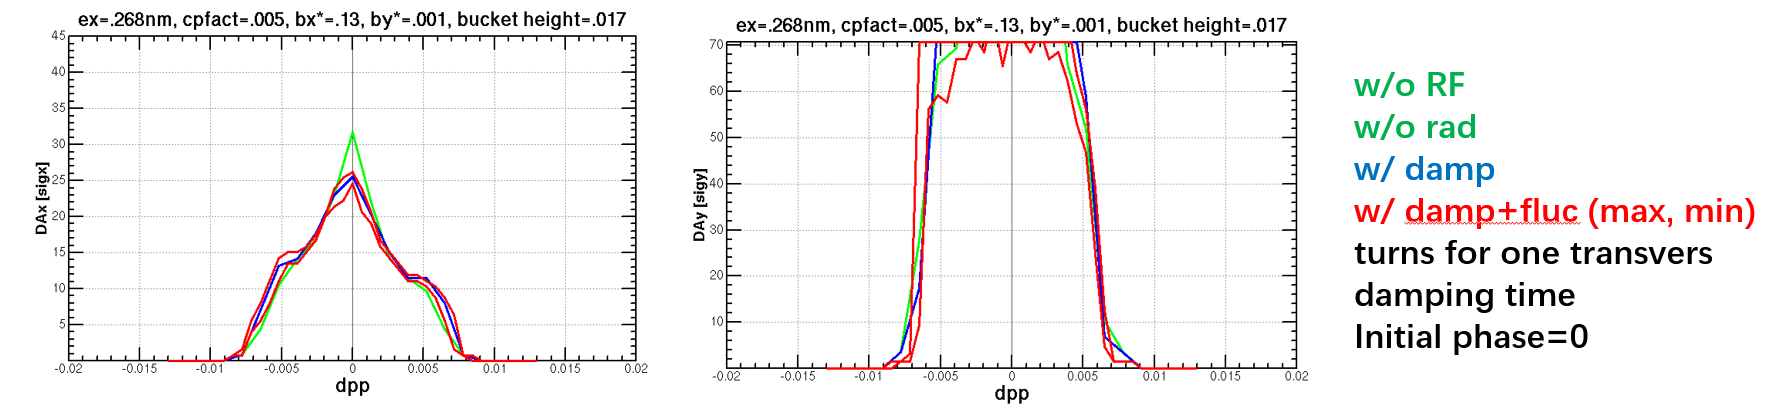 ex=.268nm, cpfact=.005, bx*=.13, by*=.001, bucket height=.017
45
40
35
30
25
20
15
10
5
DAx [sigx]
-0.02 -0.015 -0.01 -0.005 0 0.005 0.01 0.015 0.02
dpp
ex=.268nm, cpfact=.005, bx*=.13, by*=.001, bucket height=.017
70
60
50
40
30
20
10
DAy [sigy]
-0.02 -0.015 -0.01 -0.005 0 0.005 0.01 0.015 0.02
dpp
w/o RF
w/o rad
w/ damp
w/ damp+fluc (max, min)
turns for one transvers
damping time
Initial phase=0